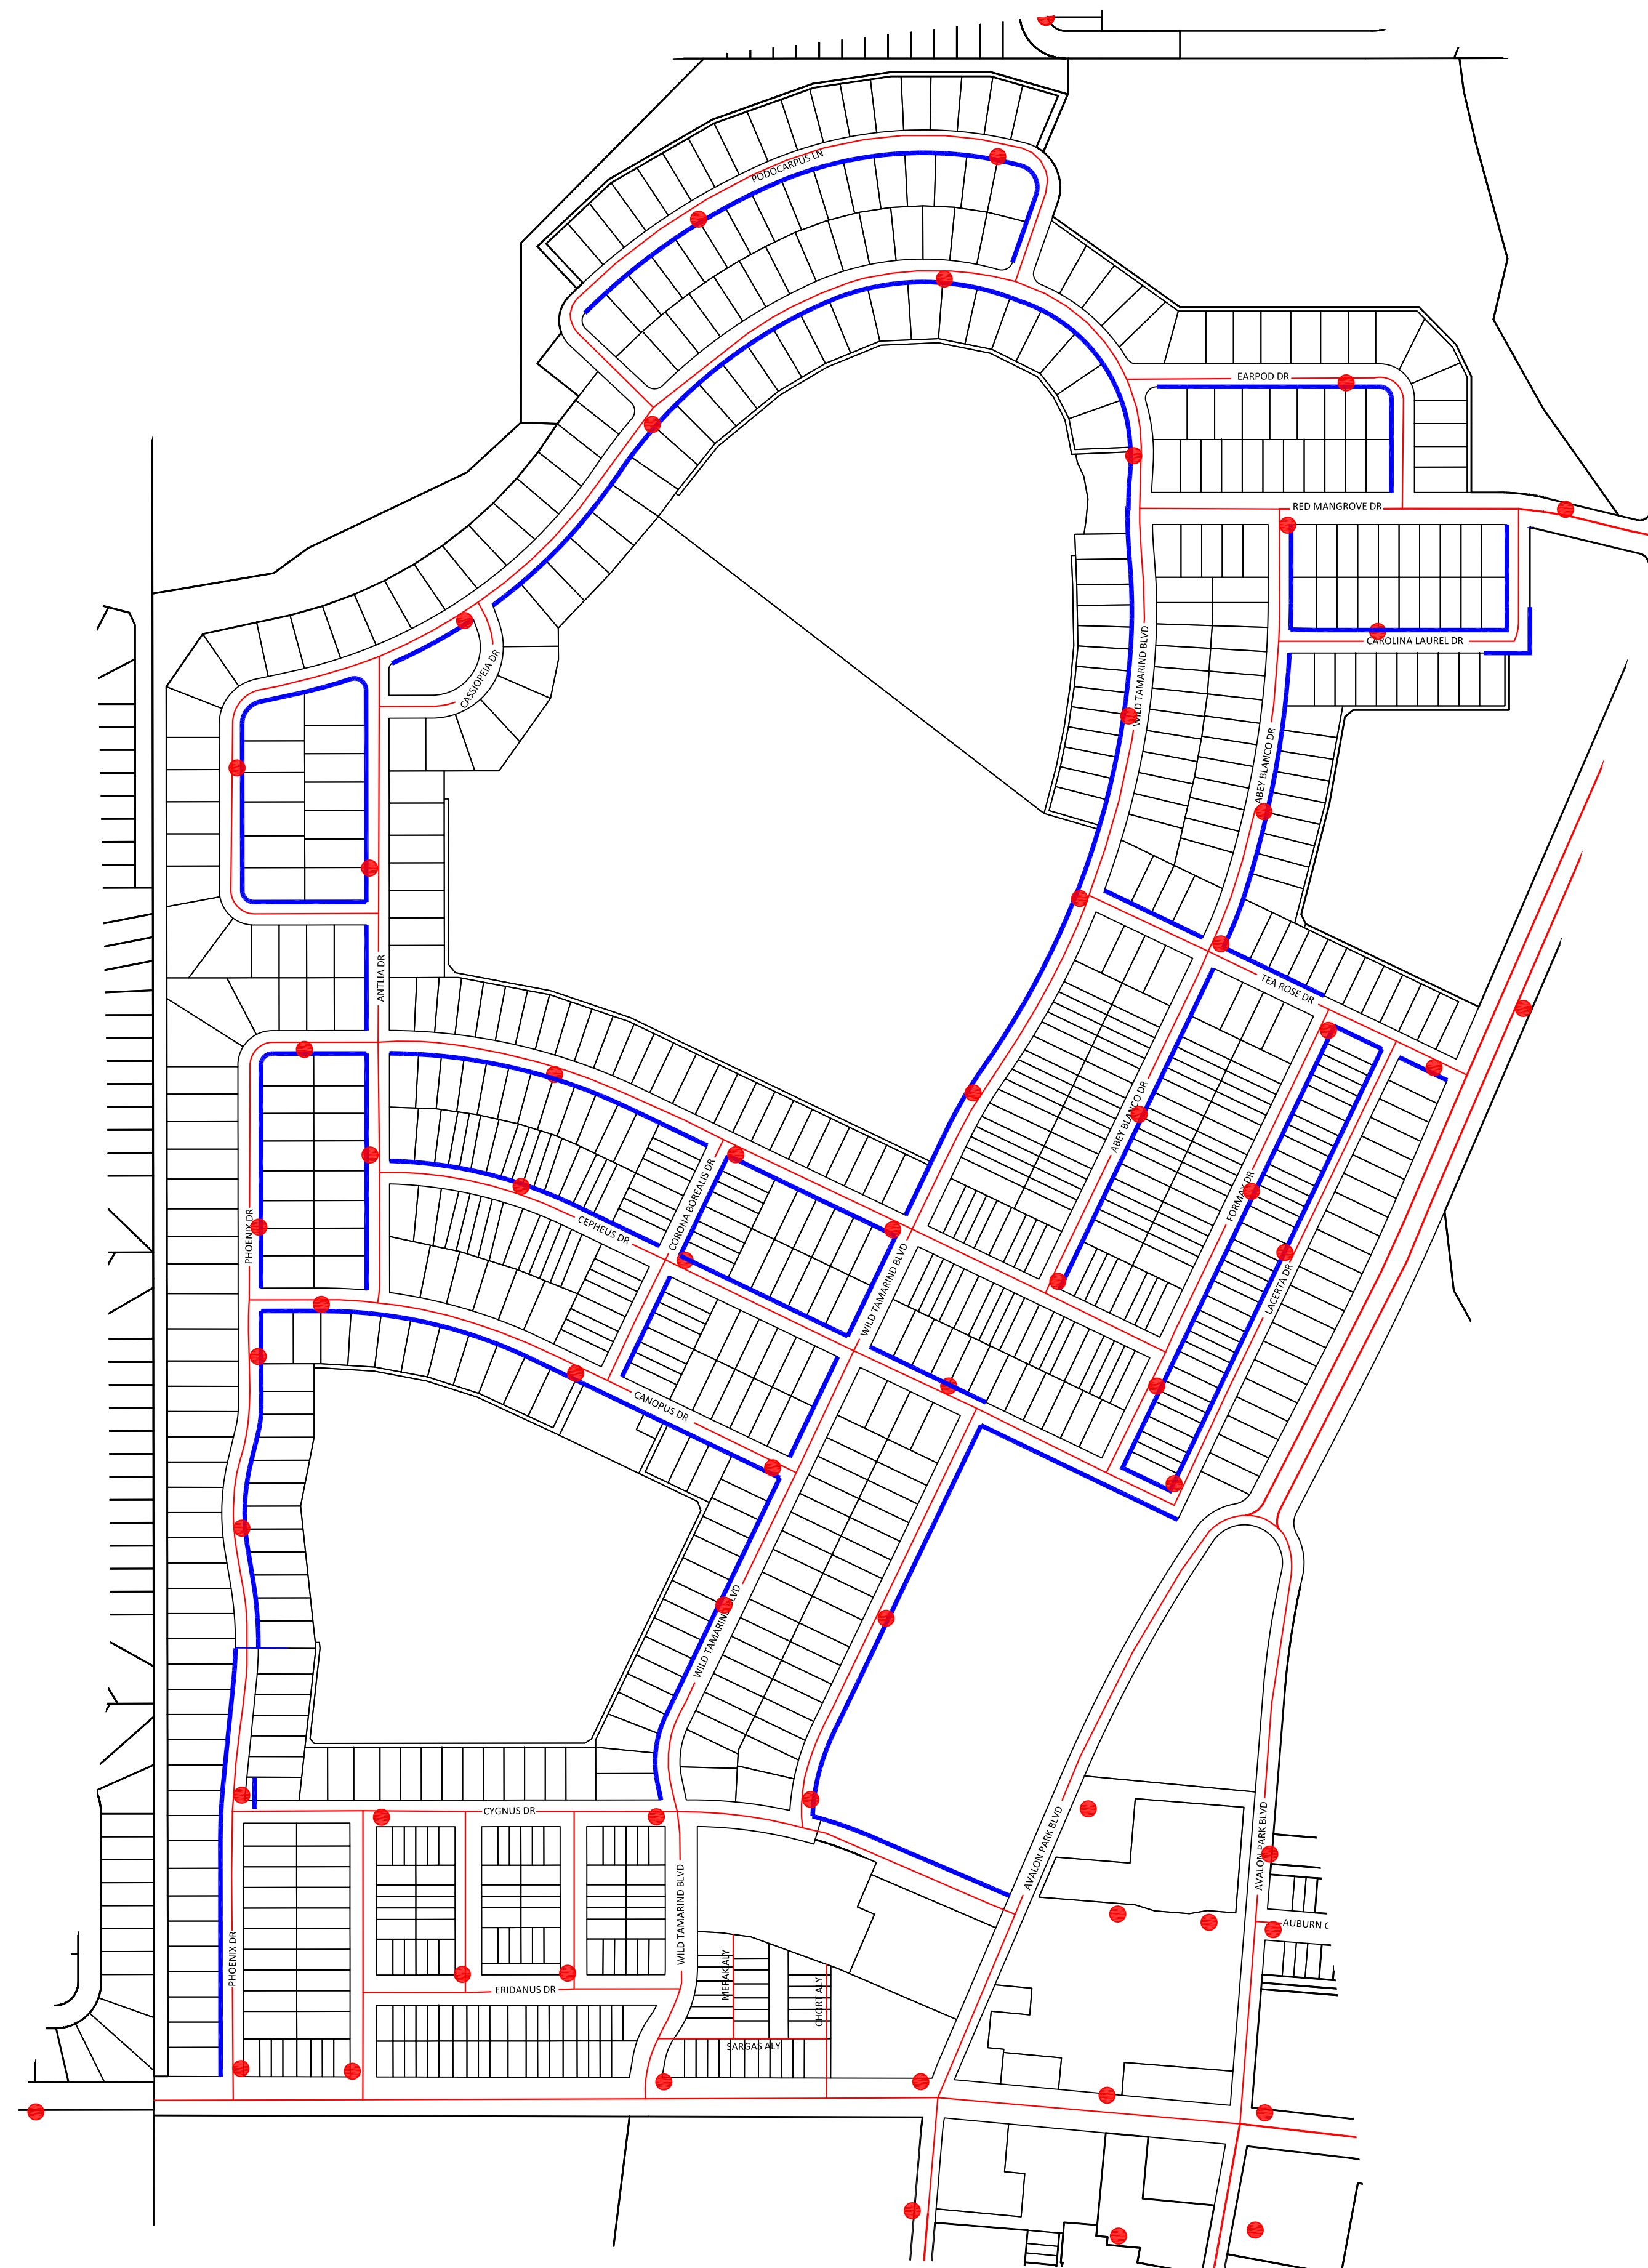 PODOCARPUS LN
EARPOD DR
RED MANGROVE DR
CAROLINA LAUREL DR
CASSIOPEIA DR
WILD TAMARIND BLVD
ABEY BLANCO DR
ANTLIA DR
TEA ROSE DR
ABEY BLANCO DR
CORONA BOREALIS DR
FORMAX DR
PHOENIX DR
CEPHEUS DR
WILD TAMARIND BLVD
LACERTA DR
CANOPUS DR
WILD TAMARIND BLVD
CYGNUS DR
AVALON PARK BLVD
AVALON PARK BLVD
WILD TAMARIND BLVD
AUBURN C
PHOENIX DR
MERAK ALY
ERIDANUS DR
CHORT ALY
SARGAS ALY